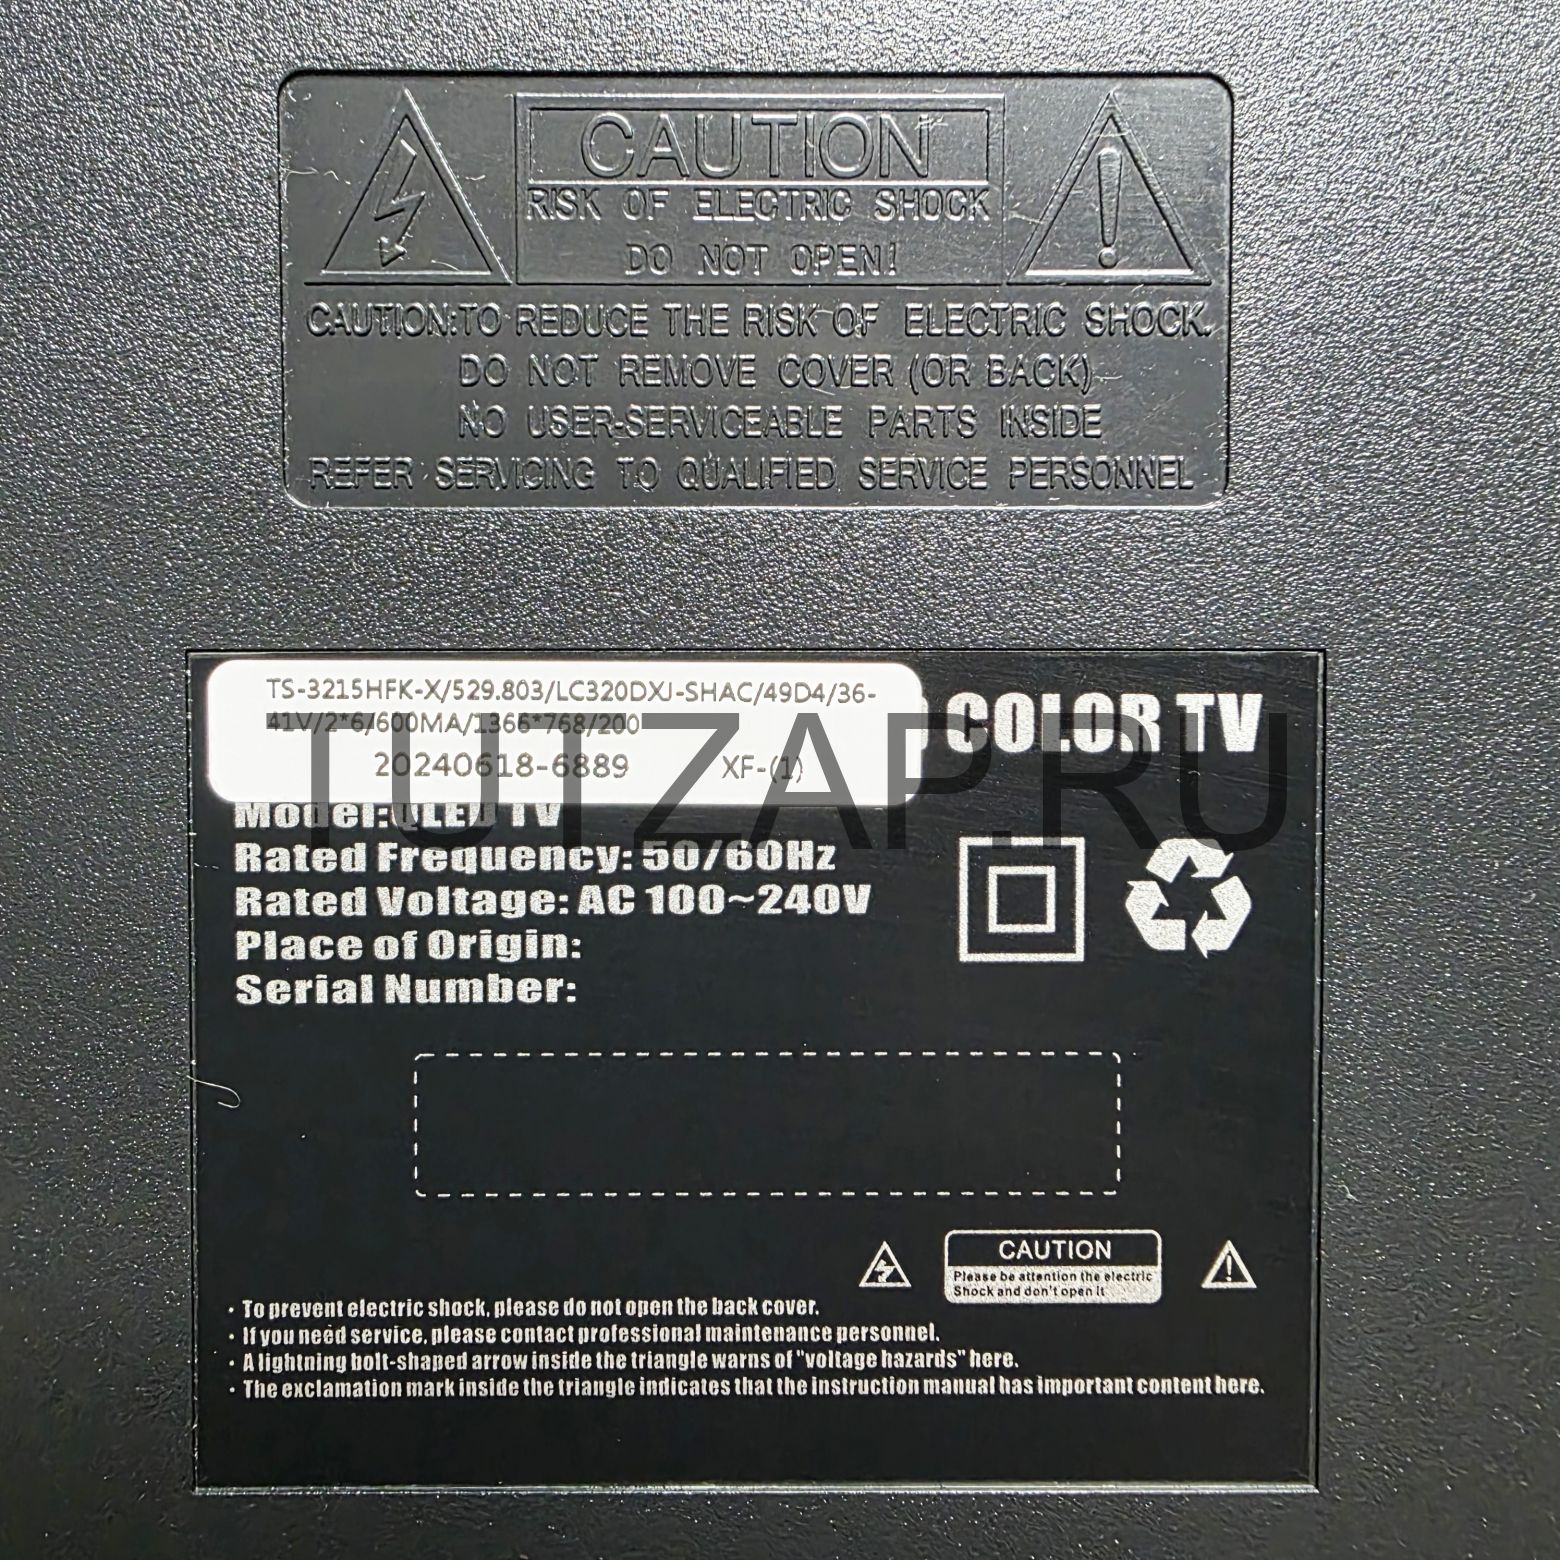 CAUTION
RISK OF ELECTRIC SHOCK
DO NOT OPEN!
CAUTION:TO REDUCE THE RISK OF ELECTRIC SHOCK.
DO NOT REMOVE COVER (OR BACK)
NO USER-SERVICEABLE PARTS INSIDE
REFER SERVICING TO QUALIFIED SERVICE PERSONNEL
TS-3215HFK-X/529.803/LC320DXJ-SHAC/49D4/36-
41V/2*6/600MA/1366*768/200
20240618-6889 XF-(1)
COLOR TV
TUTZAP.RU
Model:QLED TV
Rated Frequency: 50/60Hz
Rated Voltage: AC 100~240V
Place of Origin:
Serial Number:
CAUTION
Please be attention the electric
Shock and don't open it
· To prevent electric shock, please do not open the back cover.
· If you need service, please contact professional maintenance personnel.
· A lightning bolt-shaped arrow inside the triangle warns of "voltage hazards" here.
· The exclamation mark inside the triangle indicates that the instruction manual has important content here.